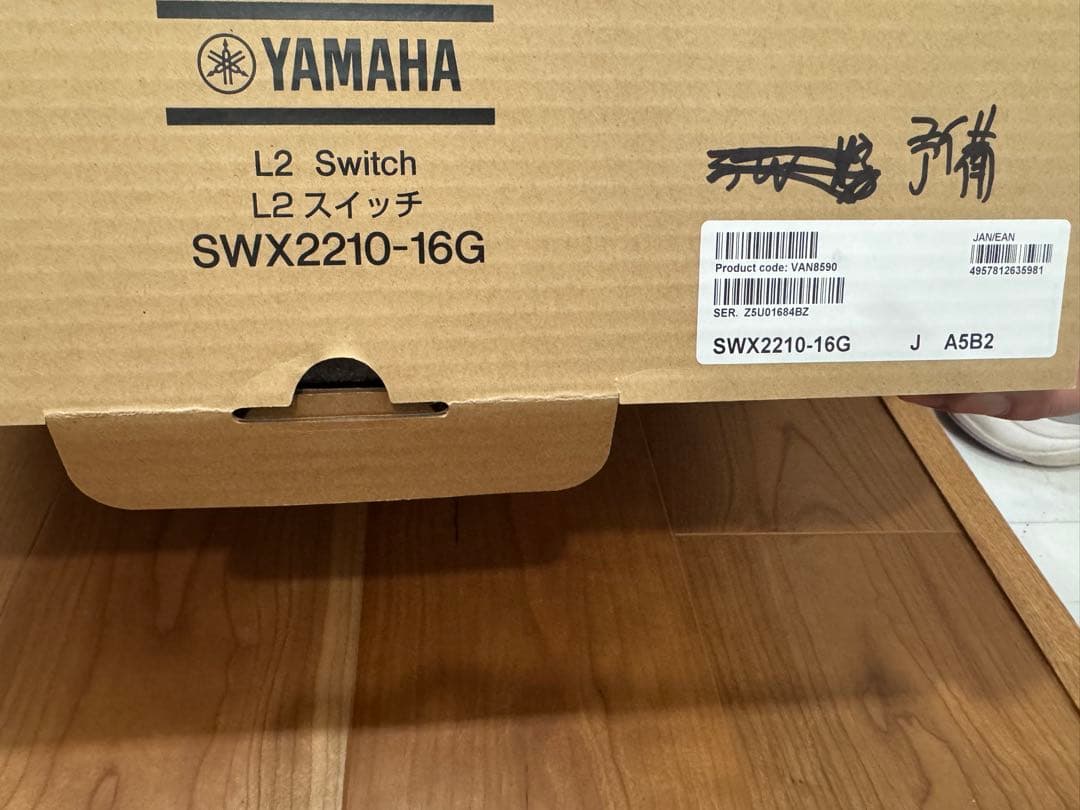 YAMAHA
L2 Switch
L2 スイッチ
SWX2210-16G
予備
Product code: VAN8590
JAN/EAN
4957812635981
SER. Z5U01684BZ
SWX2210-16G J A5B2